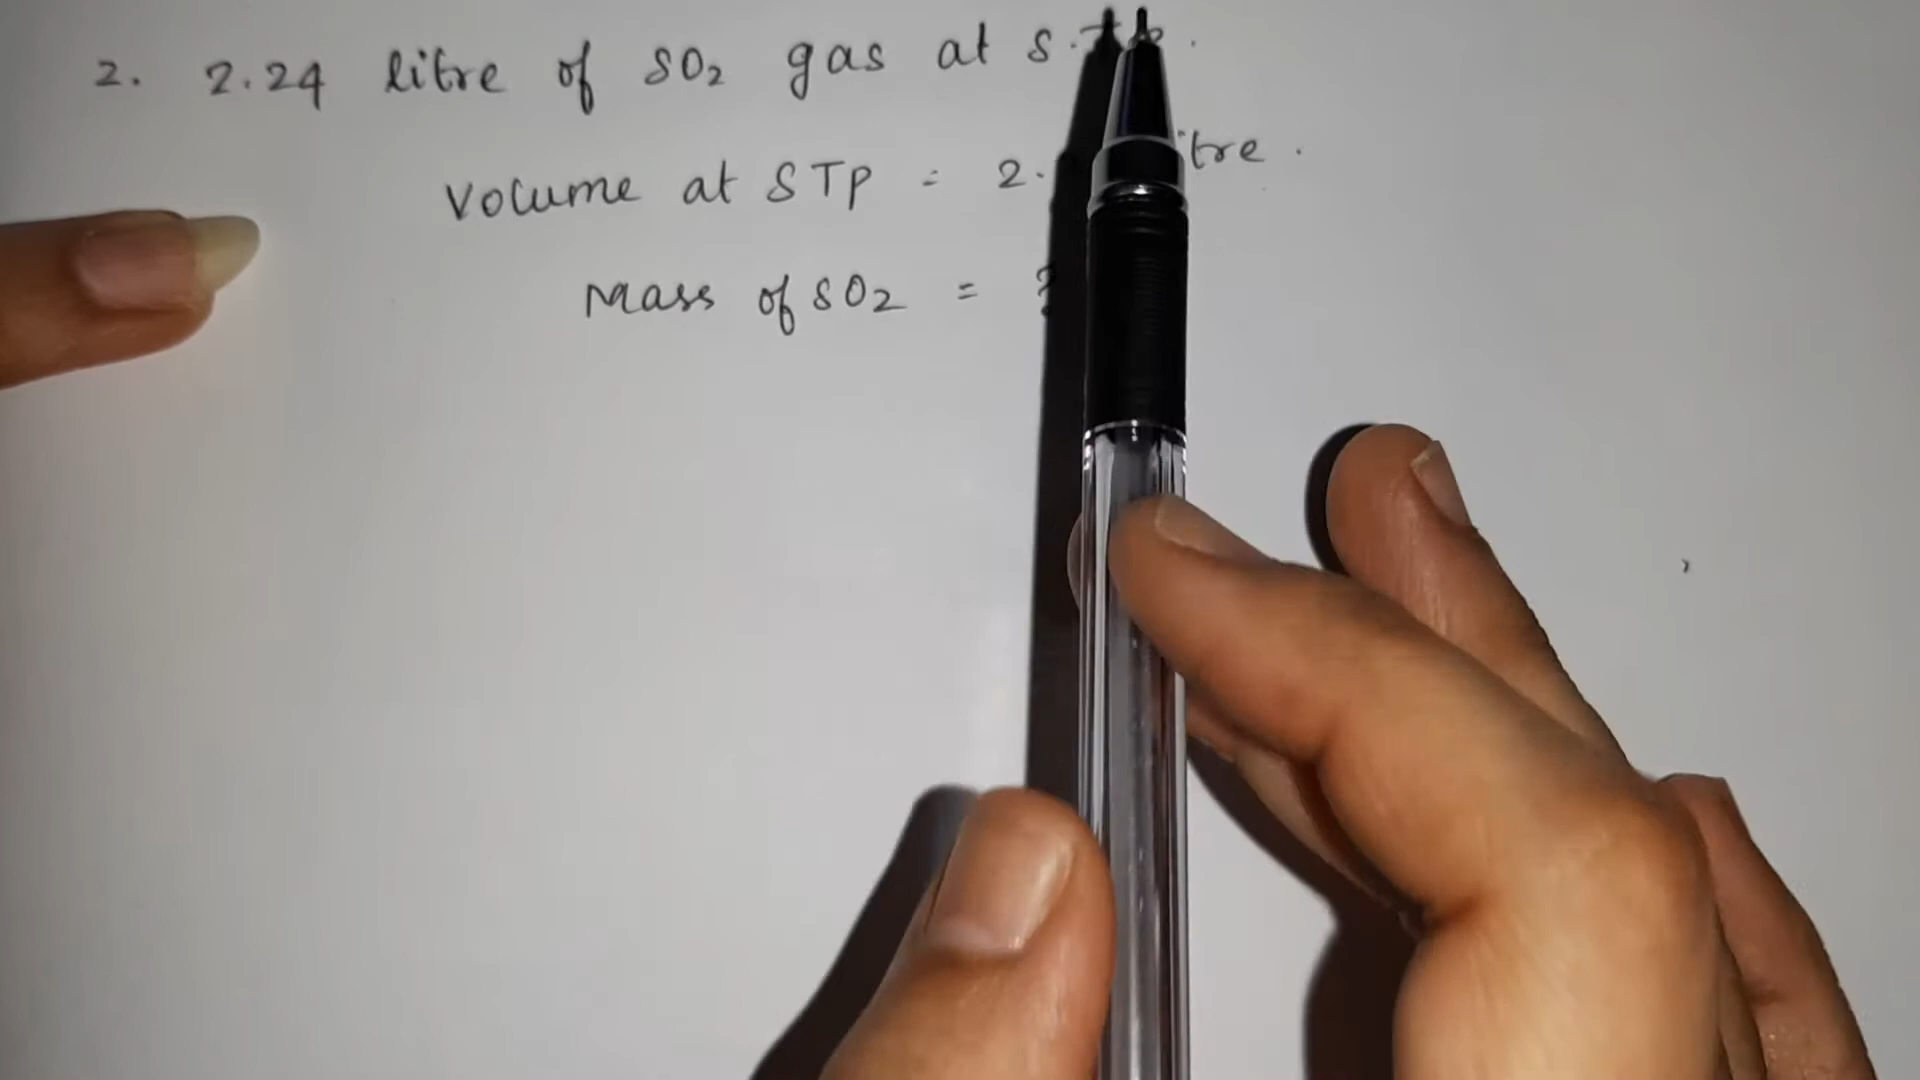 2. 2.24 litre of SO2 gas at S.T
Volume at STP = 2.
Mass of SO2 = ?